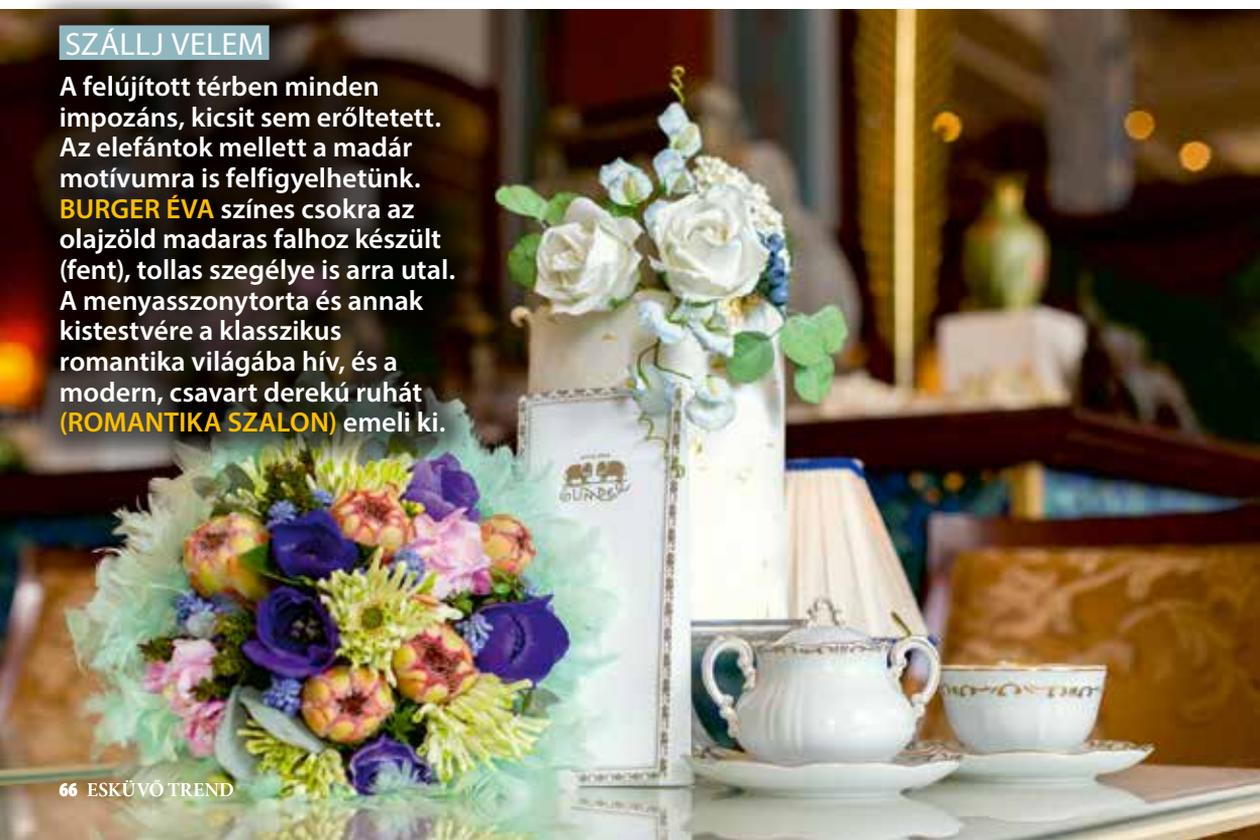 SZÁLLJ VELEM
A felújított térben minden
impozáns, kicsit sem erőltetett.
Az elefántok mellett a madár
motívumra is felfigyelhetünk.
BURGER ÉVA színes csokra az
olajzöld madaras falhoz készült
(fent), tollas szegélye is arra utal.
A menyasszonytorta és annak
kistestvére a klasszikus
romantika világába hív, és a
modern, csavart derekú ruhát
(ROMANTIKA SZALON) emeli ki.
GUNDEL
66 ESKÜVŐ TREND